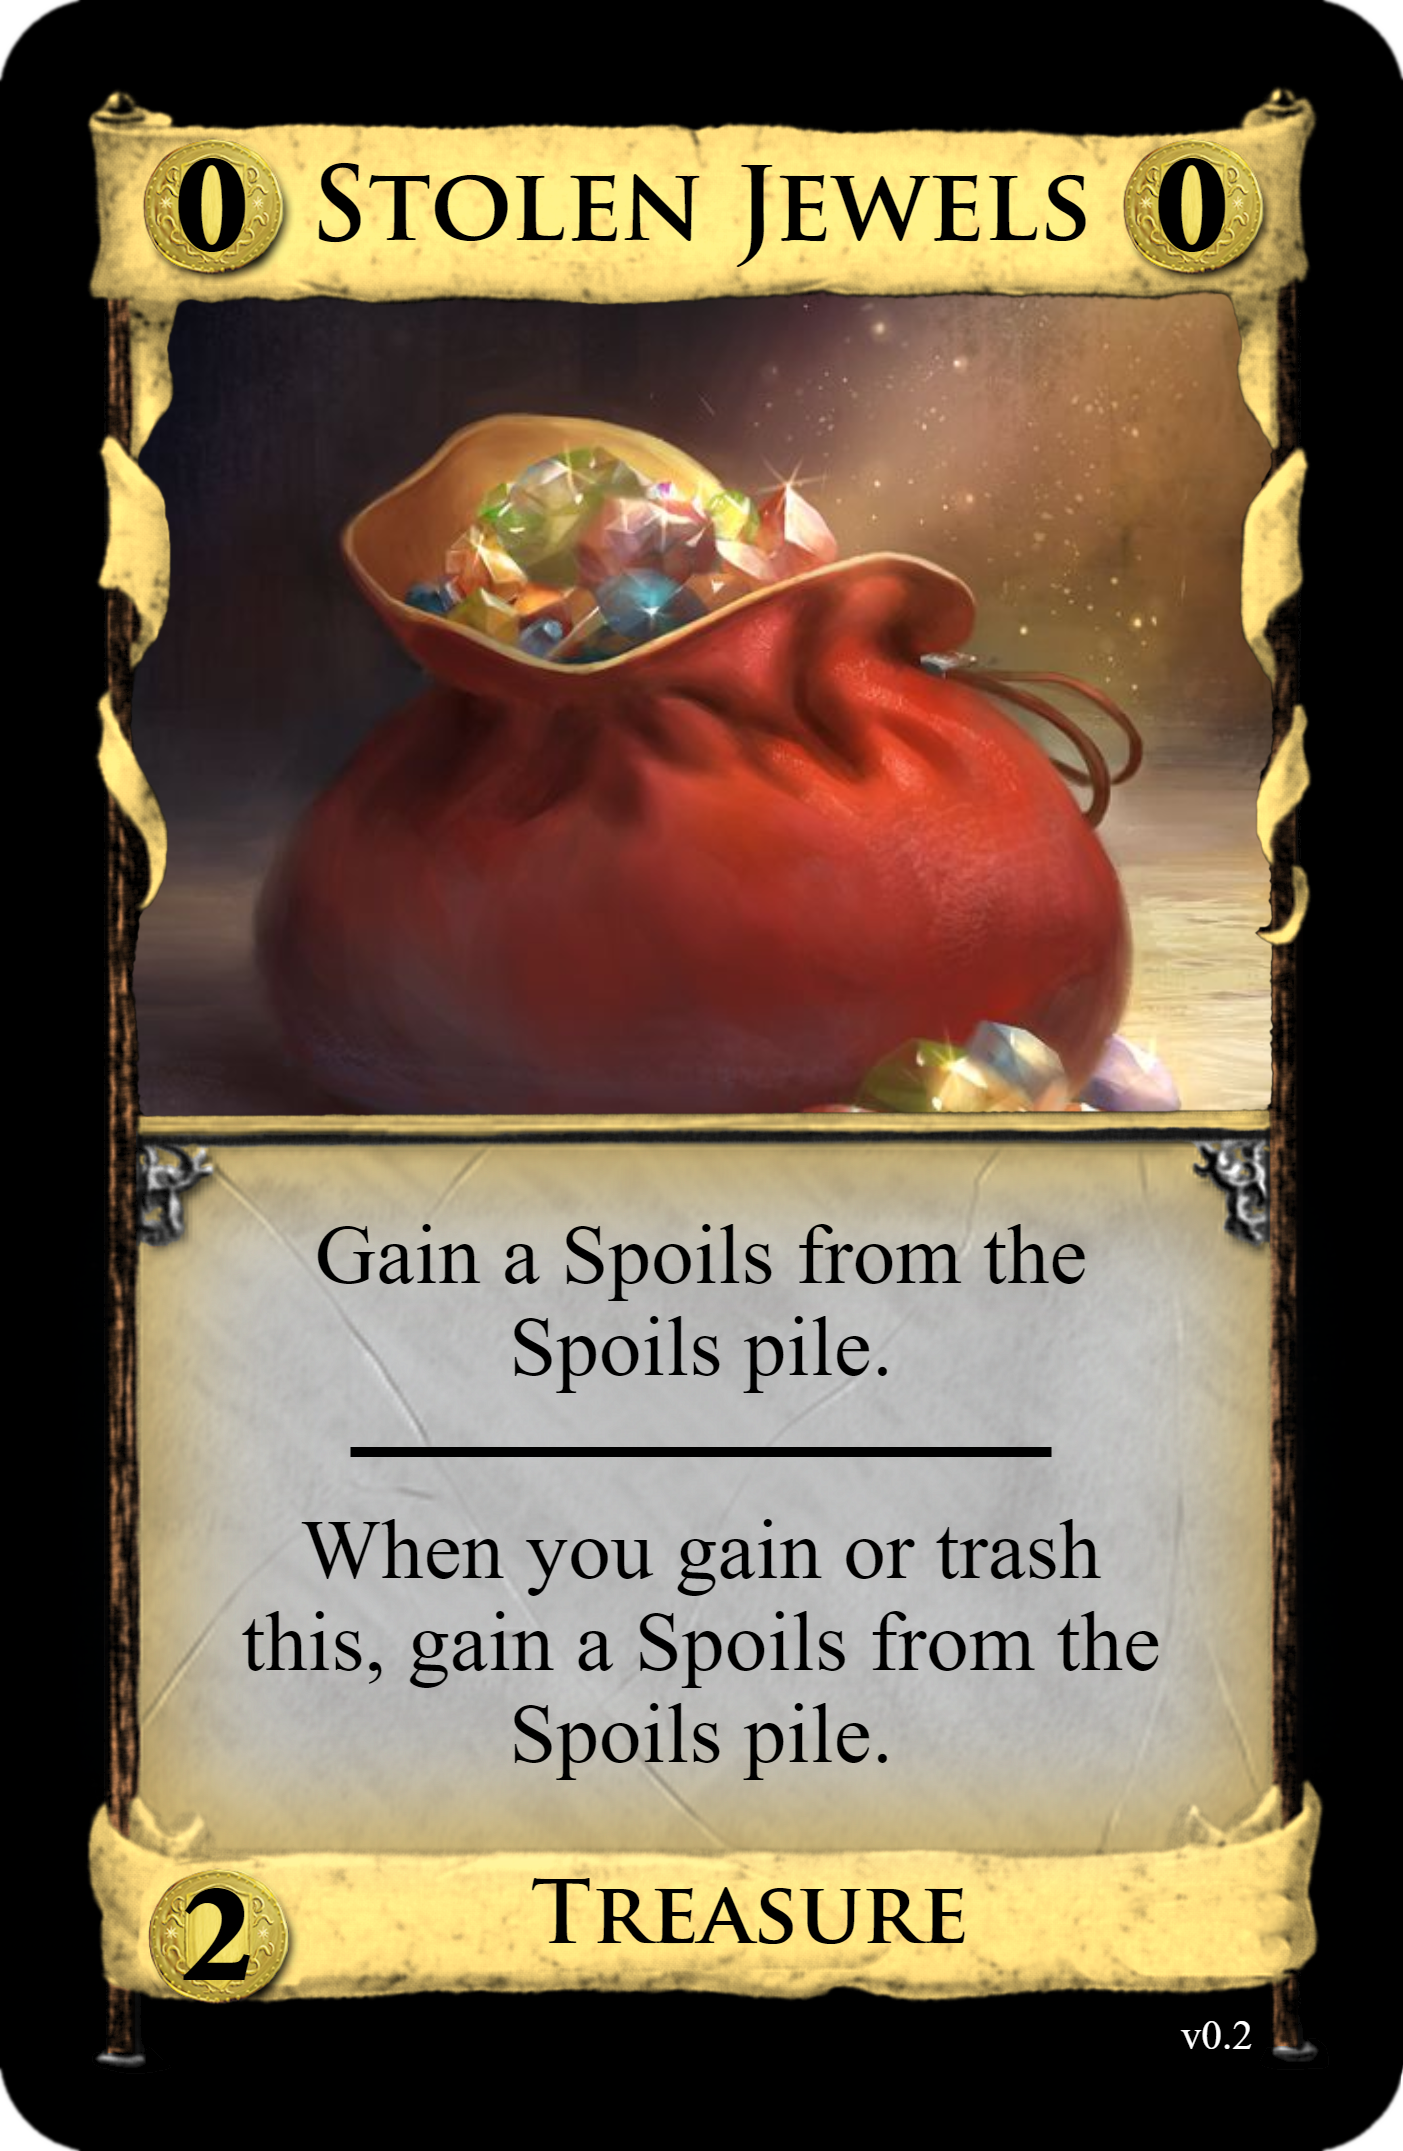 0 STOLEN JEWELS 0
Gain a Spoils from the
Spoils pile.
When you gain or trash
this, gain a Spoils from the
Spoils pile.
2 TREASURE
v0.2